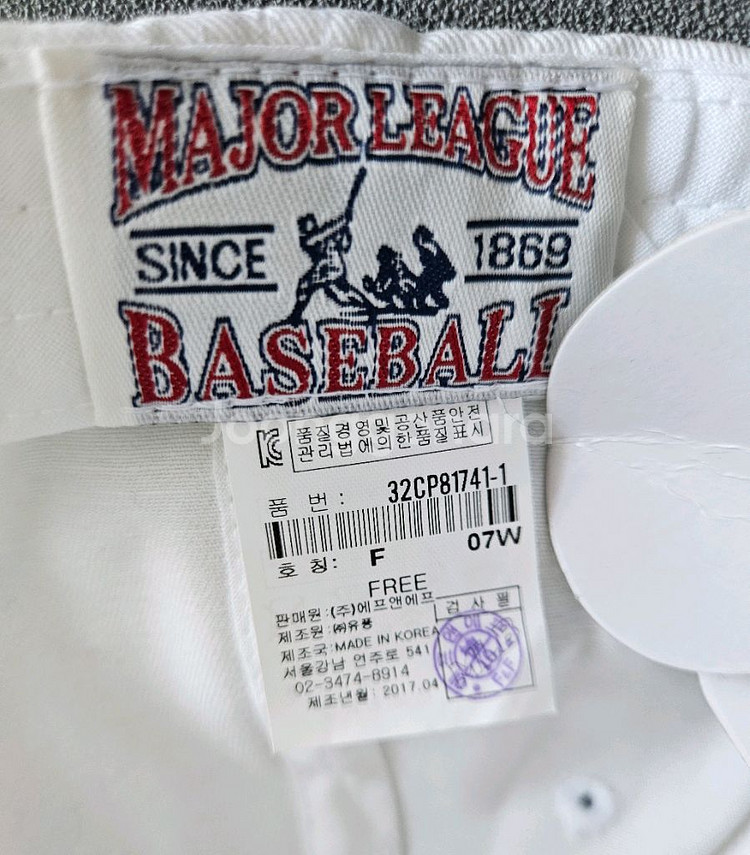 MAJOR LEAGUE
SINCE 1869
BASEBALL
품질경영및공산품안전
관리법에의한품질표시
품 번 : 32CP81741-1
07W
호 칭: F
FREE
판매원:(주)에프앤에프
검 사 필
제조원:㈜유풍
제조국:MADE IN KOREA
서울강남 언주로 541
02-3474-8914
제조년월: 2017.04
F&F